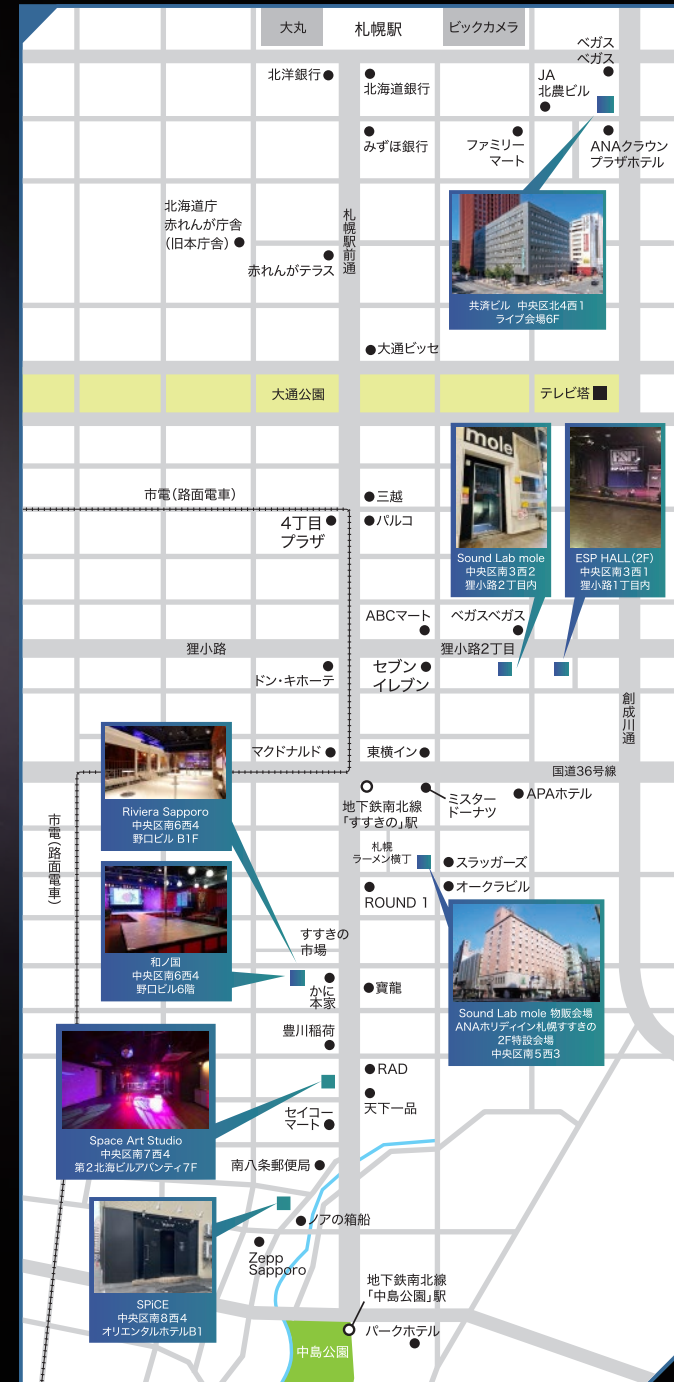 大丸
札幌駅
ビックカメラ
ベガス
ベガス
北洋銀行
北海道銀行
JA
北農ビル
みずほ銀行
ファミリー
マート
ANAクラウン
プラザホテル
北海道庁
赤れんが庁舎
(旧本庁舎)
札幌駅前通
赤れんがテラス
共済ビル 中央区北4西1
ライブ会場6F
大通ビッセ
大通公園
テレビ塔
mole
ESP
市電(路面電車)
三越
4丁目
プラザ
パルコ
Sound Lab mole
中央区南3西2
狸小路2丁目内
ESP HALL(2F)
中央区南3西1
狸小路1丁目内
ABCマート
ベガスベガス
狸小路
狸小路2丁目
ドン・キホーテ
セブン
イレブン
創成川通
マクドナルド
東横イン
国道36号線
Riviera Sapporo
中央区南6西4
野口ビル B1F
地下鉄南北線
「すすきの」駅
ミスター
ドーナツ
APAホテル
市電(路面電車)
札幌
ラーメン横丁
スラッガーズ
オークラビル
ROUND 1
和ノ国
中央区南6西4
野口ビル6階
すすきの
市場
かに
本家
寶龍
Sound Lab mole 物販会場
ANAホリディイン札幌すすきの
2F特設会場
中央区南5西3
豊川稲荷
RAD
天下一品
セイコー
マート
Space Art Studio
中央区南7西4
第2北海ビルアバンティ7F
南八条郵便局
ノアの箱船
Zepp
Sapporo
SPiCE
中央区南8西4
オリエンタルホテルB1
地下鉄南北線
「中島公園」駅
パークホテル
中島公園